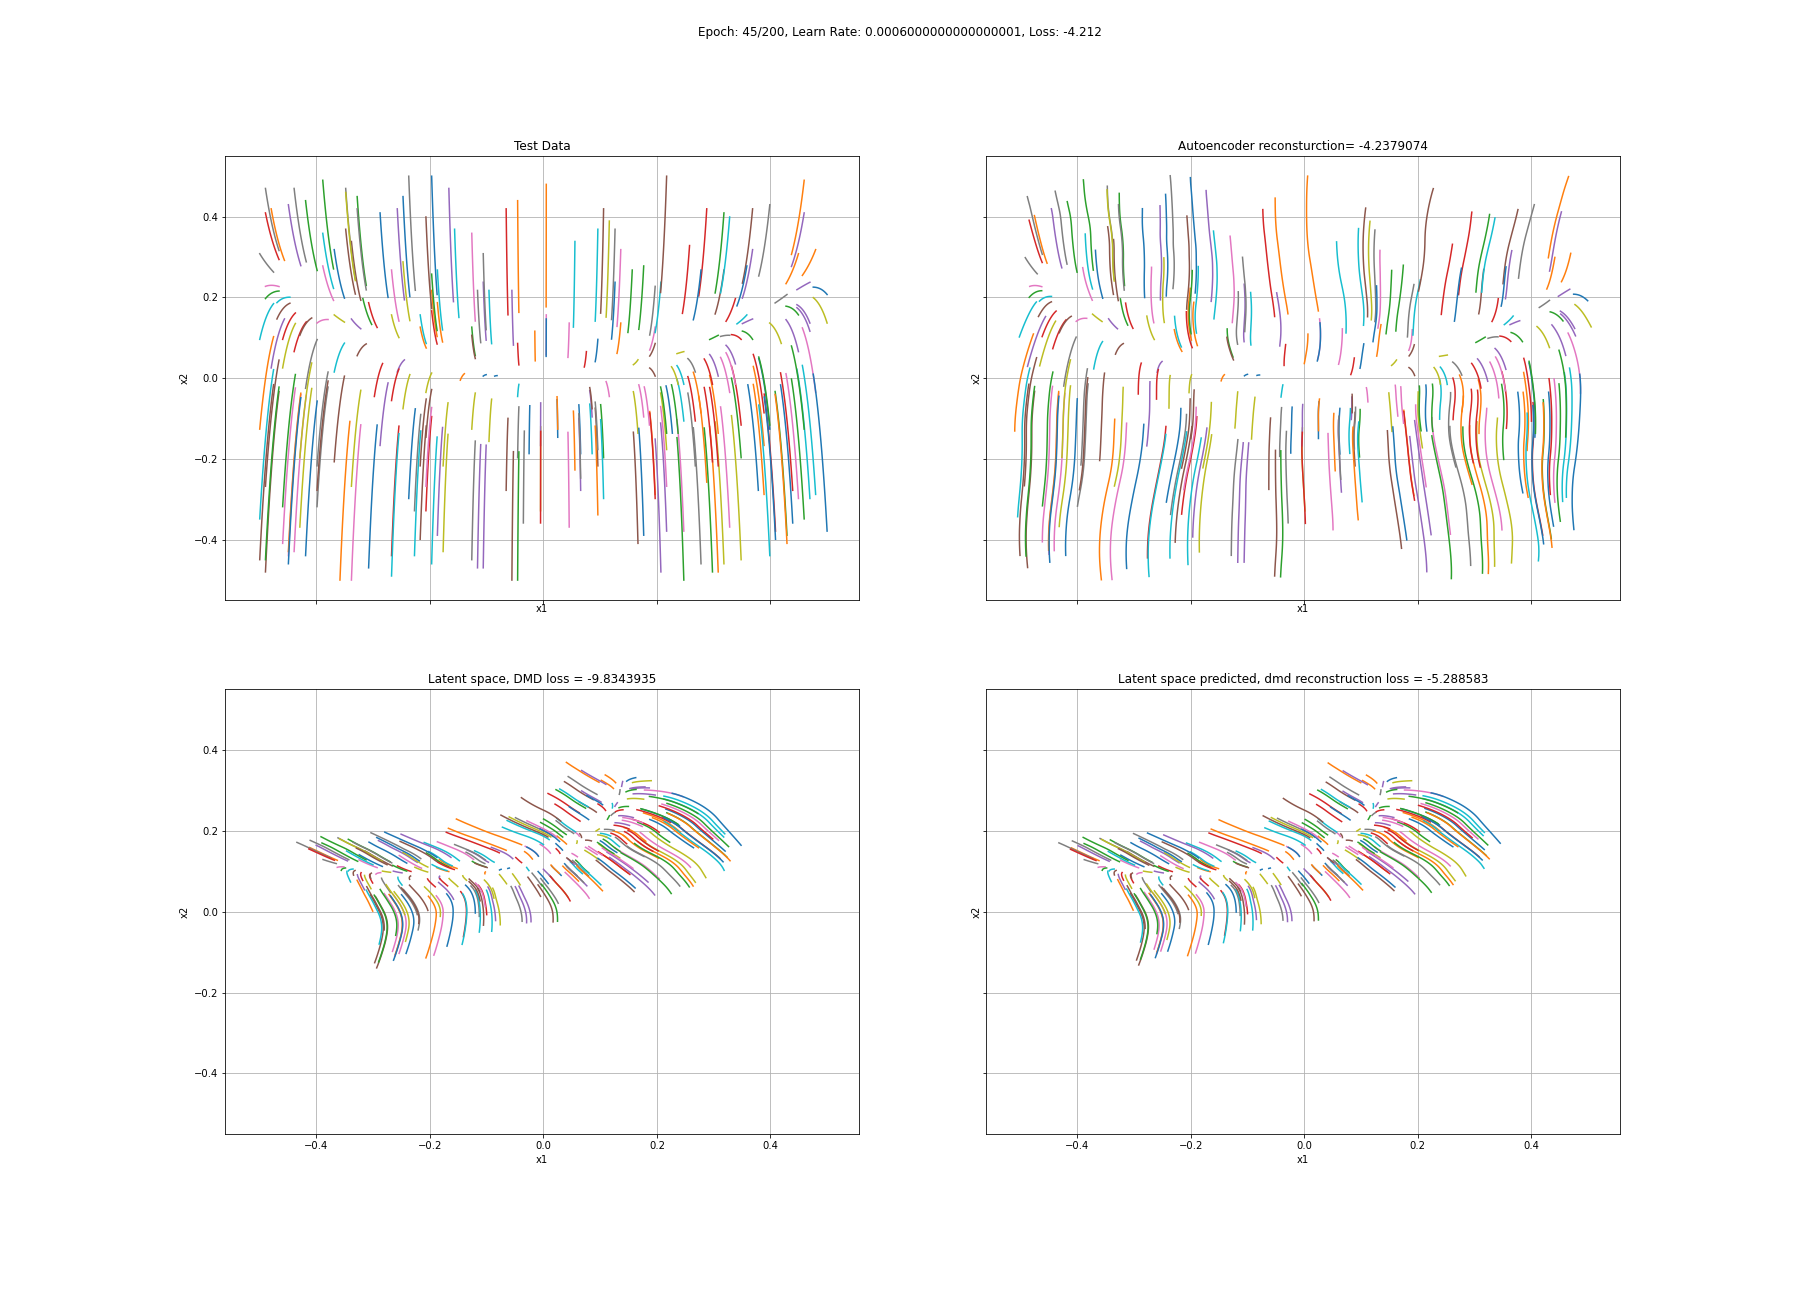 Epoch: 45/200, Learn Rate: 0.0006000000000000001, Loss: -4.212
Test Data
0.4
0.2
0.0
−0.2
−0.4
x2
x1
Autoencoder reconsturction= -4.2379074
x2
x1
Latent space, DMD loss = -9.8343935
0.4
0.2
0.0
−0.2
−0.4
x2
−0.4 −0.2 0.0 0.2 0.4
x1
Latent space predicted, dmd reconstruction loss = -5.288583
x2
−0.4 −0.2 0.0 0.2 0.4
x1